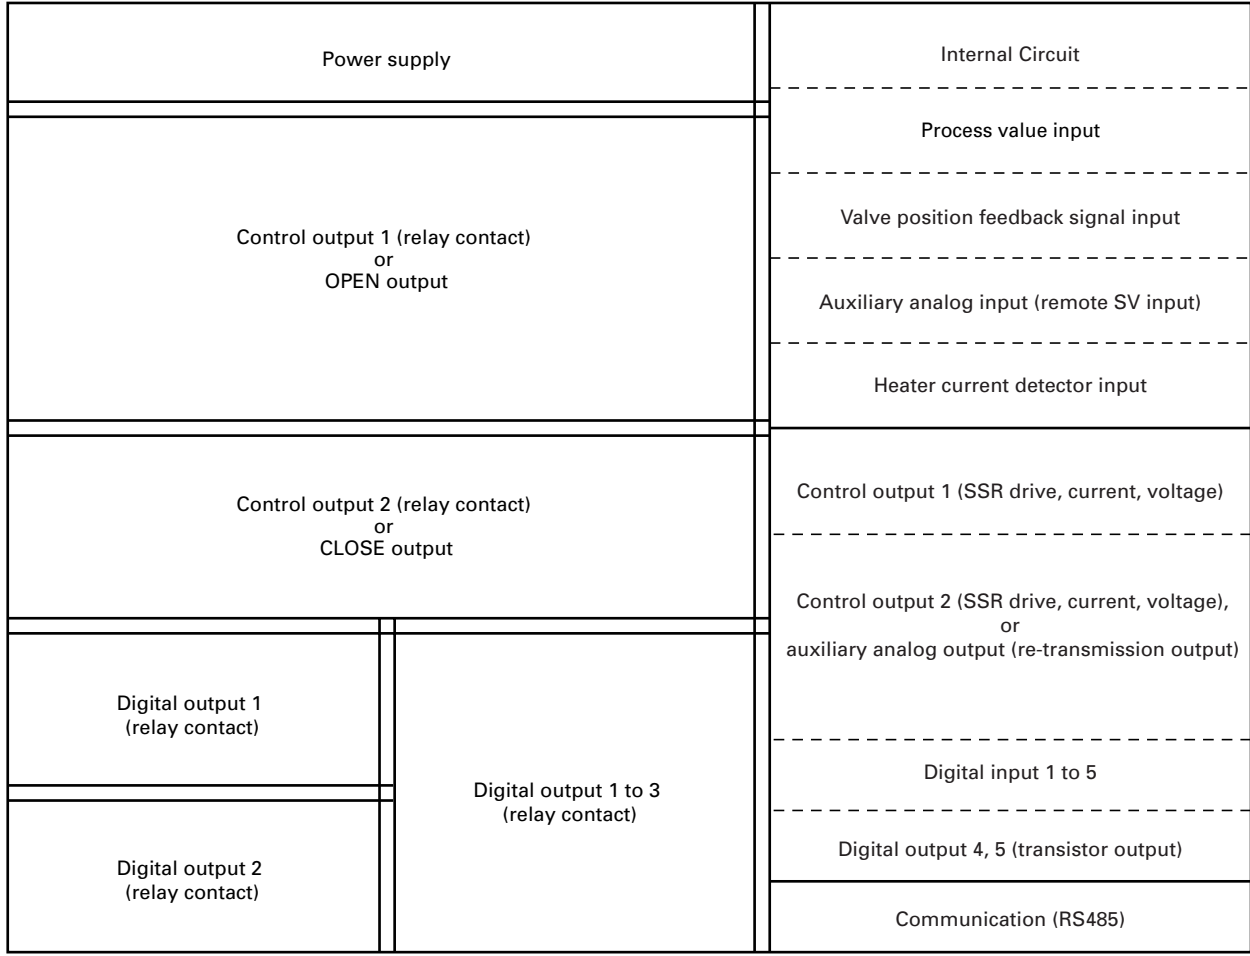 Power supply
Control output 1 (relay contact)
or
OPEN output
Control output 2 (relay contact)
or
CLOSE output
Digital output 1
(relay contact)
Digital output 2
(relay contact)
Digital output 1 to 3
(relay contact)
Internal Circuit
Process value input
Valve position feedback signal input
Auxiliary analog input (remote SV input)
Heater current detector input
Control output 1 (SSR drive, current, voltage)
Control output 2 (SSR drive, current, voltage),
or
auxiliary analog output (re-transmission output)
Digital input 1 to 5
Digital output 4, 5 (transistor output)
Communication (RS485)